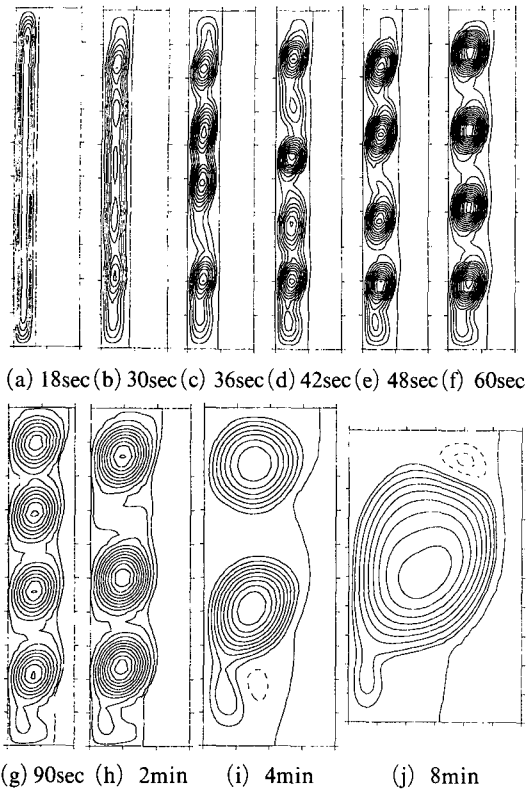 (a) 18sec (b) 30sec (c) 36sec (d) 42sec (e) 48sec (f) 60sec
(g) 90sec (h) 2min (i) 4min (j) 8min